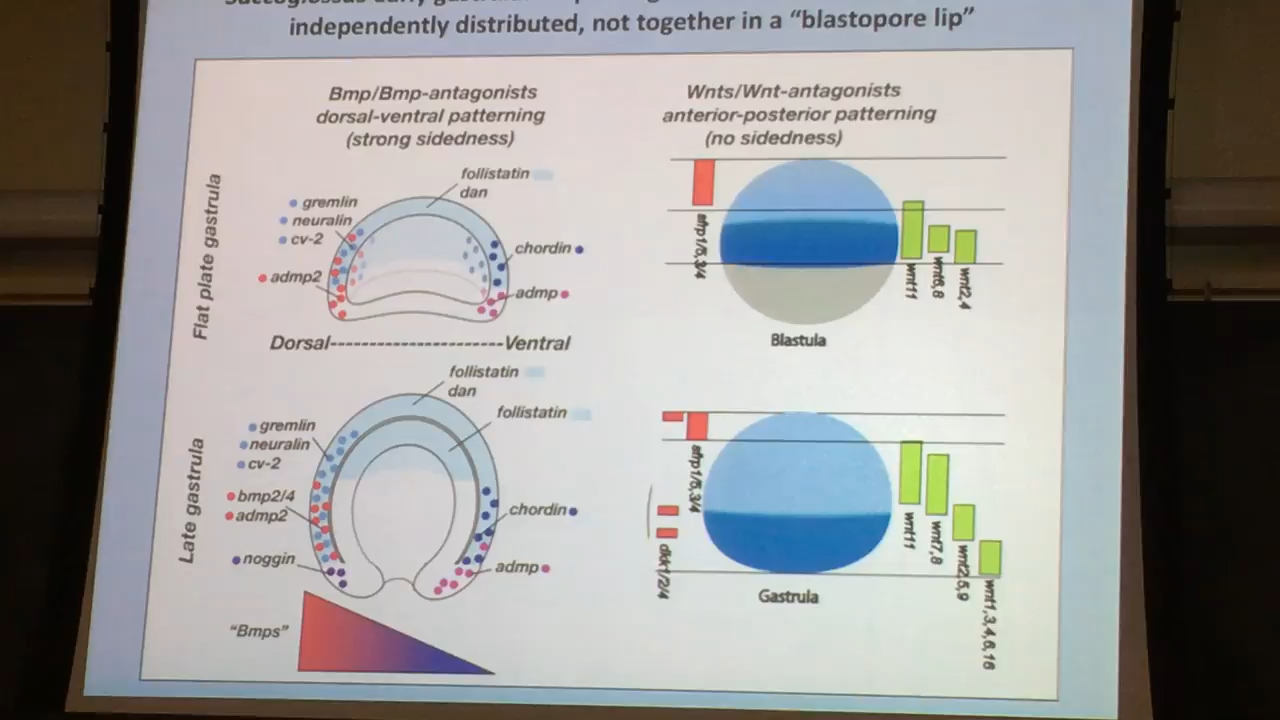 independently distributed, not together in a “blastopore lip”
Bmp/Bmp-antagonists
dorsal-ventral patterning
(strong sidedness)
Wnts/Wnt-antagonists
anterior-posterior patterning
(no sidedness)
Flat plate gastrula
follistatin
dan
gremlin
neuralin
cv-2
admp2
chordin
admp
Dorsal----------------------Ventral
sfrp1/5,3/4
wnt11
wnt6,8
wnt2,4
Blastula
Late gastrula
follistatin
dan
follistatin
gremlin
neuralin
cv-2
bmp2/4
admp2
noggin
chordin
admp
“Bmps”
sfrp1/5,3/4
dkk1/2/4
wnt11
wnt7,8
wnt2,5,9
wnt1,3,4,6,16
Gastrula